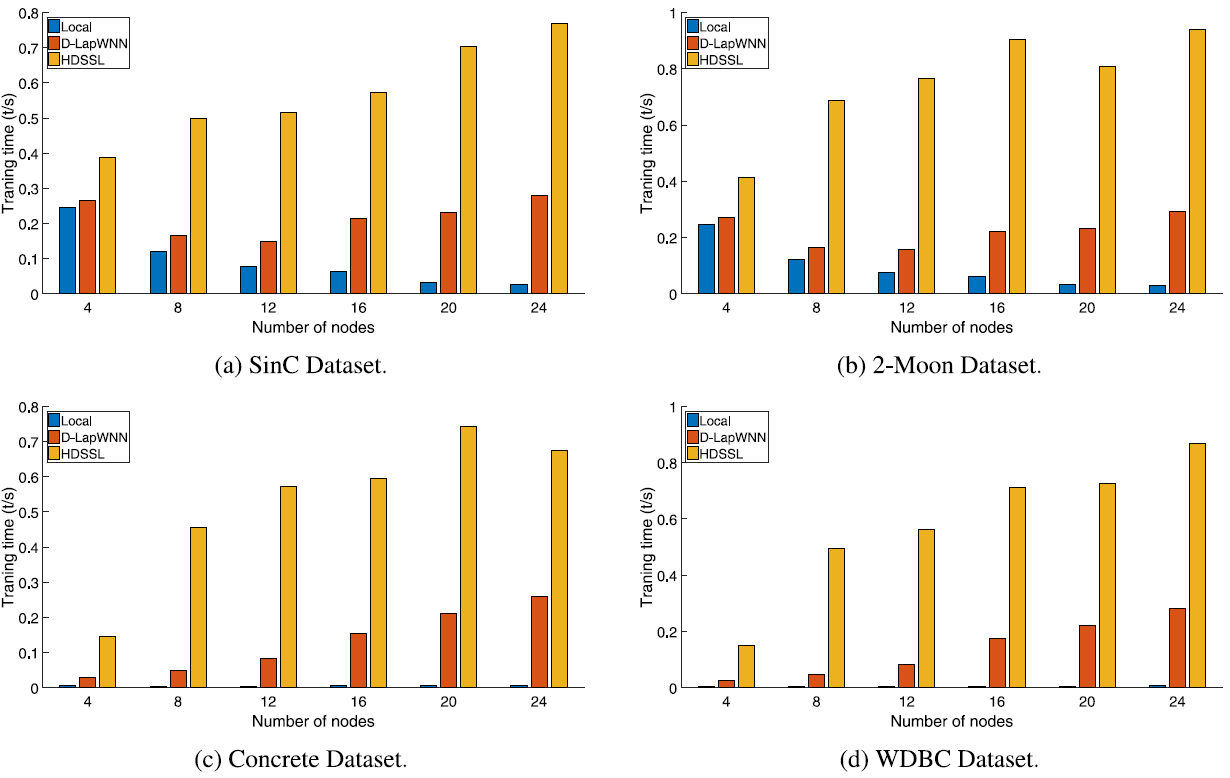 0.8
0.7
0.6
0.5
0.4
0.3
0.2
0.1
0
Traning time (t/s)
Local
D-LapWNN
HDSSL
4 8 12 16 20 24
Number of nodes
(a) SinC Dataset.
1
0.8
0.6
0.4
0.2
0
Traning time (t/s)
Local
D-LapWNN
HDSSL
4 8 12 16 20 24
Number of nodes
(b) 2-Moon Dataset.
0.8
0.7
0.6
0.5
0.4
0.3
0.2
0.1
0
Traning time (t/s)
Local
D-LapWNN
HDSSL
4 8 12 16 20 24
Number of nodes
(c) Concrete Dataset.
1
0.8
0.6
0.4
0.2
0
Traning time (t/s)
Local
D-LapWNN
HDSSL
4 8 12 16 20 24
Number of nodes
(d) WDBC Dataset.